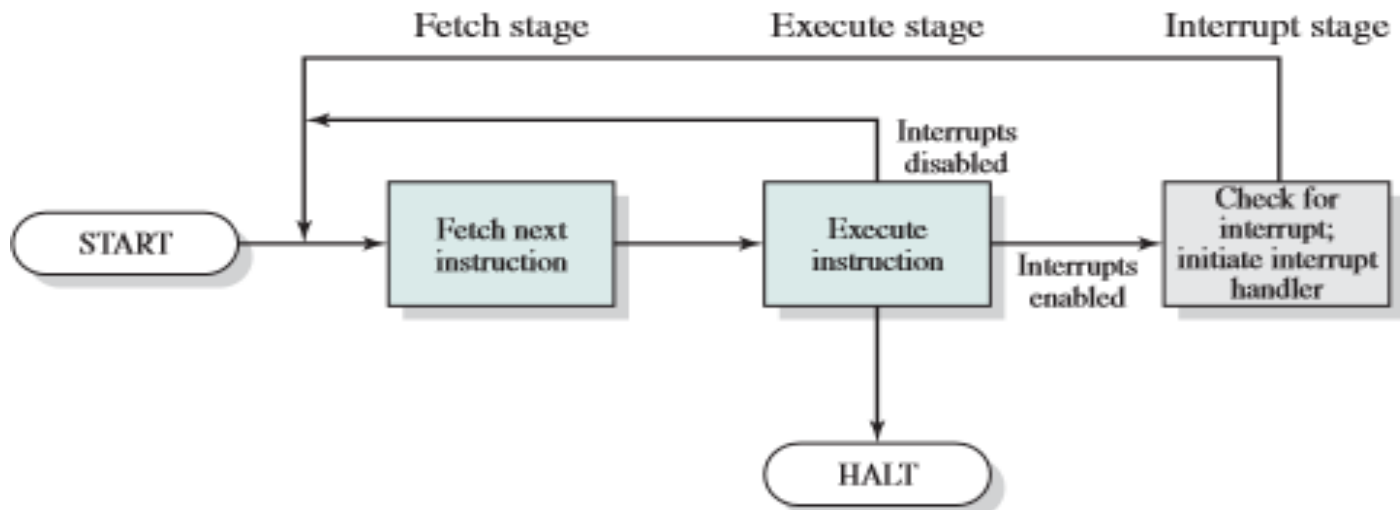 Fetch stage
Execute stage
Interrupt stage
Interrupts
disabled
START
Fetch next
instruction
Execute
instruction
Interrupts
enabled
Check for
interrupt;
initiate interrupt
handler
HALT